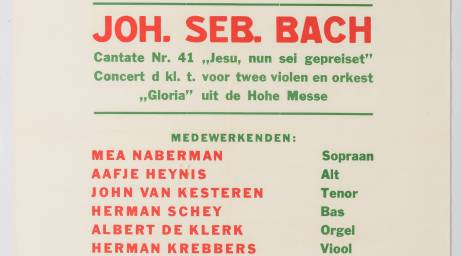 JOH. SEB. BACH
Cantate Nr. 41 „Jesu, nun sei gepreiset”
Concert d kl. t. voor twee violen en orkest
„Gloria” uit de Hohe Messe
MEDEWERKENDEN:
MEA NABERMAN Sopraan
AAFJE HEYNIS Alt
JOHN VAN KESTEREN Tenor
HERMAN SCHEY Bas
ALBERT DE KLERK Orgel
HERMAN KREBBERS Viool